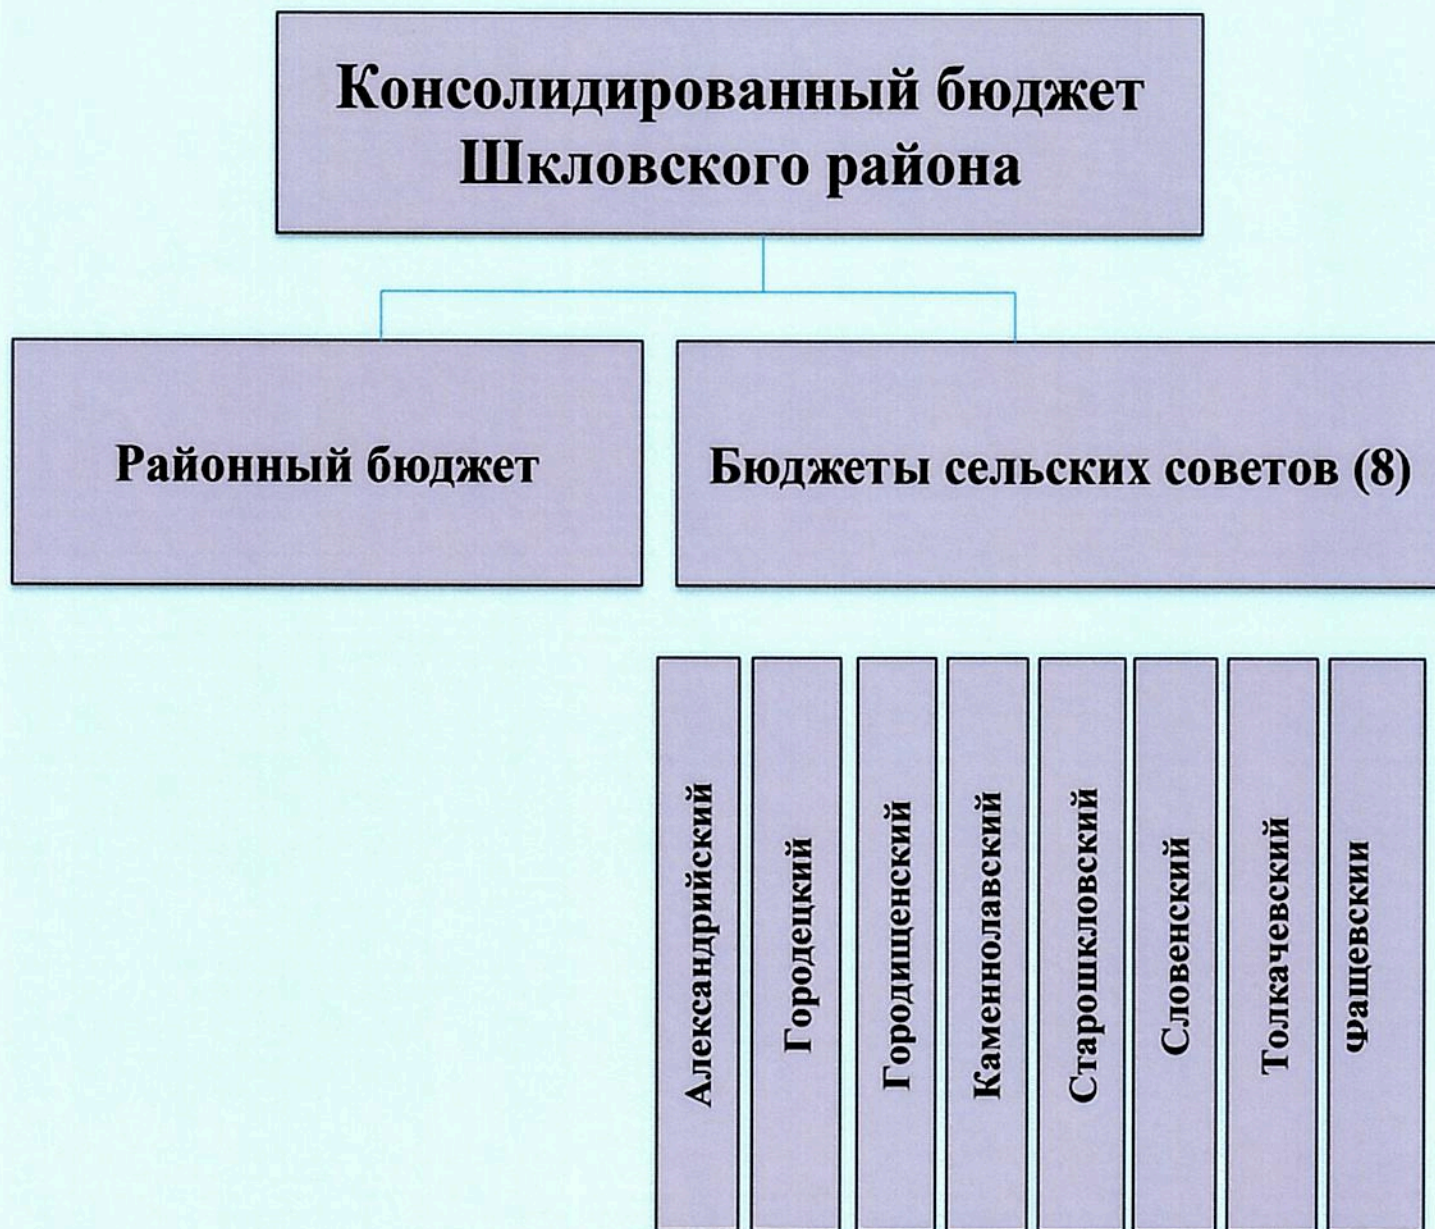 Консолидированный бюджет
Шкловского района
Районный бюджет
Бюджеты сельских советов (8)
Александрийский
Городецкий
Городищенский
Каменнолавский
Старошкловский
Словенский
Толкачевский
Фащевский